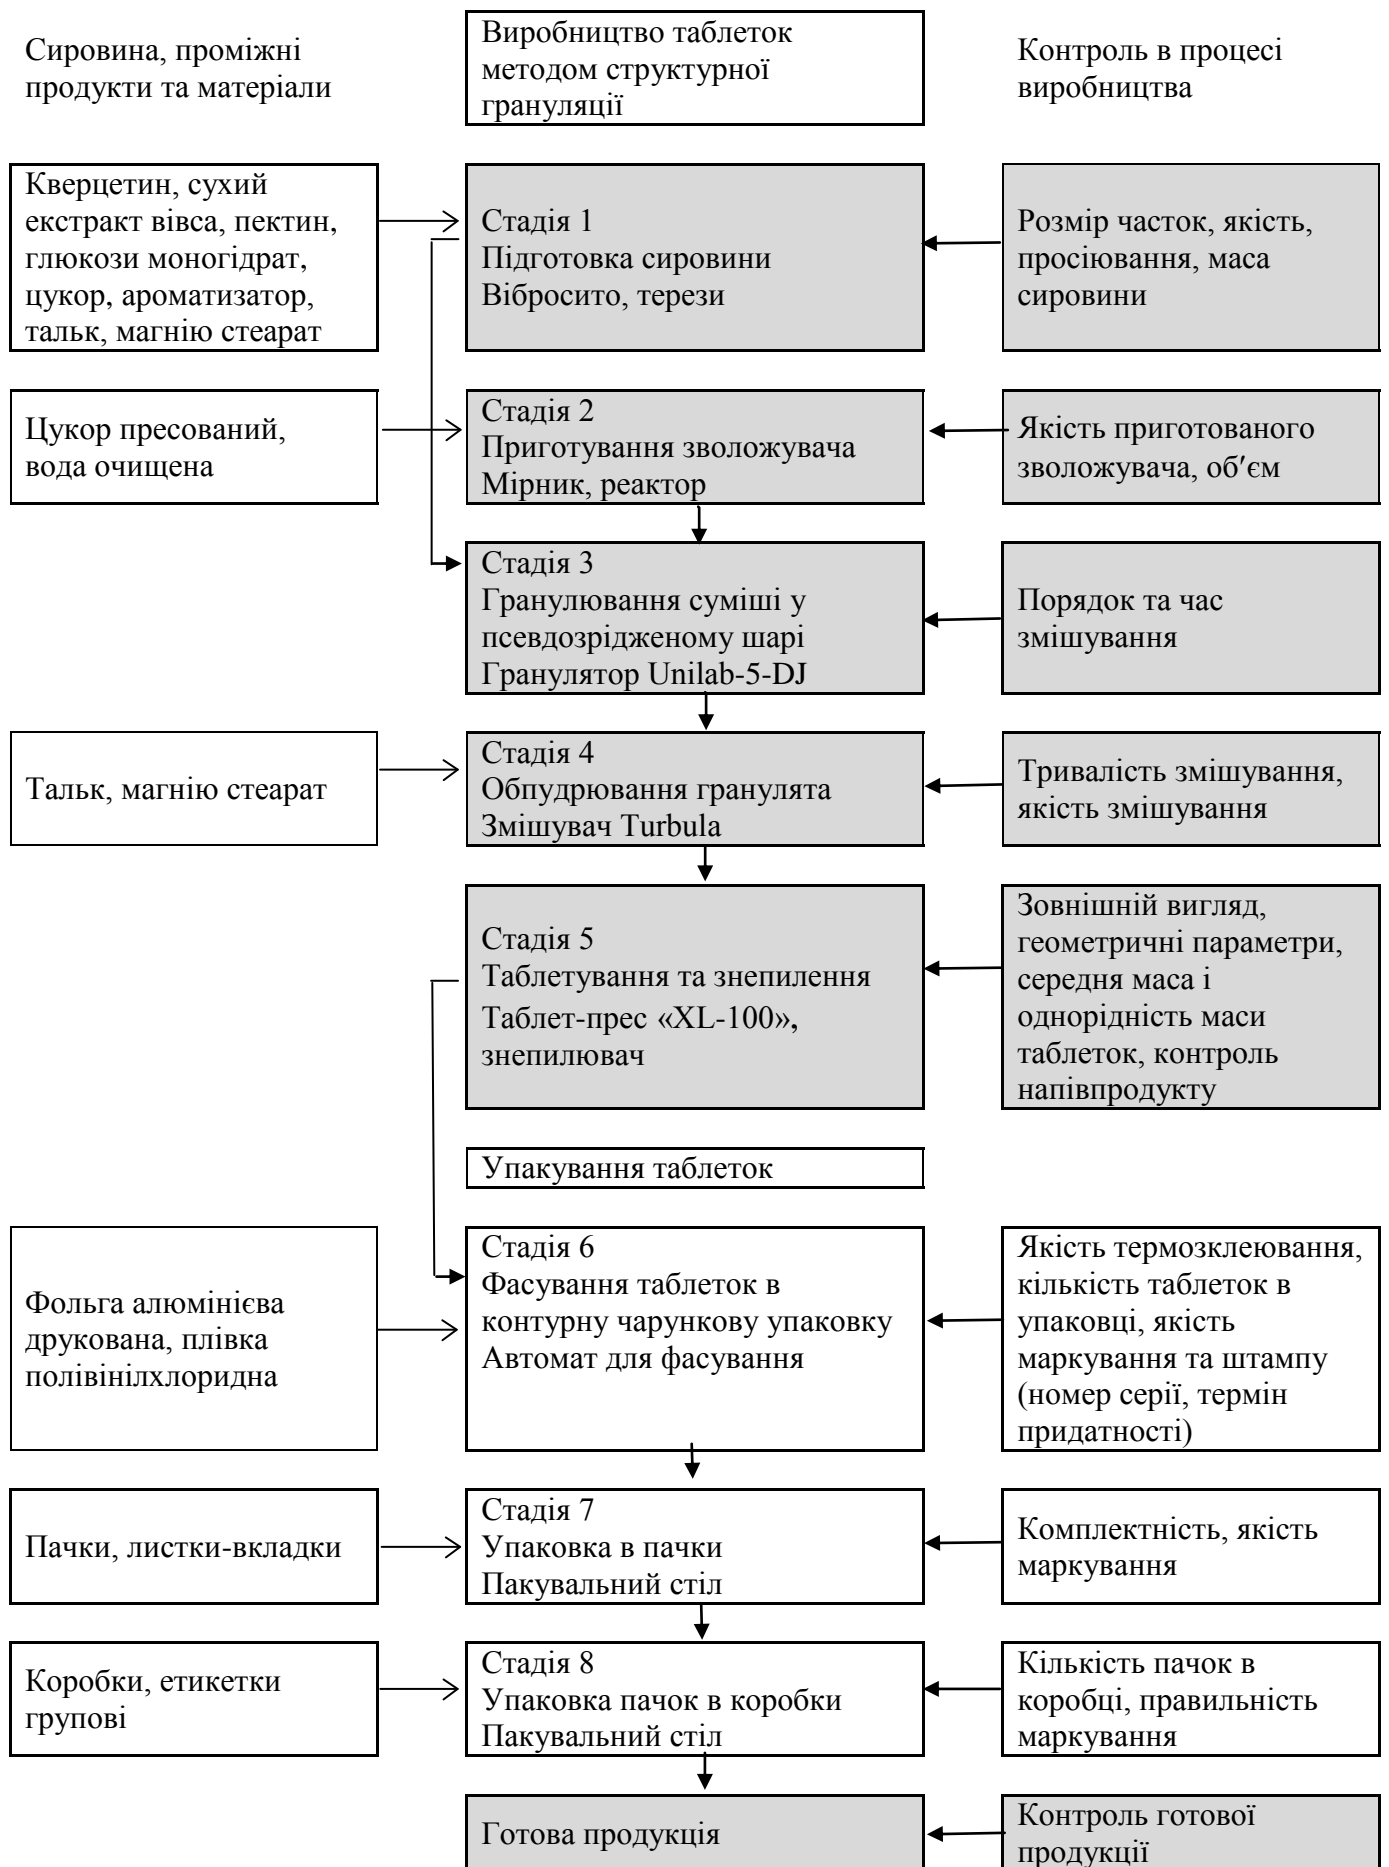 Сировина, проміжні
продукти та матеріали
Виробництво таблеток
методом структурної
грануляції
Контроль в процесі
виробництва
Кверцетин, сухий
екстракт вівса, пектин,
глюкози моногідрат,
цукор, ароматизатор,
тальк, магнію стеарат
Стадія 1
Підготовка сировини
Вібросито, терези
Розмір часток, якість,
просіювання, маса
сировини
Цукор пресований,
вода очищена
Стадія 2
Приготування зволожувача
Мірник, реактор
Якість приготованого
зволожувача, об′єм
Стадія 3
Гранулювання суміші у
псевдозрідженому шарі
Гранулятор Unilab-5-DJ
Порядок та час
змішування
Тальк, магнію стеарат
Стадія 4
Обпудрювання гранулята
Змішувач Turbula
Тривалість змішування,
якість змішування
Стадія 5
Таблетування та знепилення
Таблет-прес «XL-100»,
знепилювач
Зовнішній вигляд,
геометричні параметри,
середня маса і
однорідність маси
таблеток, контроль
напівпродукту
Упакування таблеток
Фольга алюмінієва
друкована, плівка
полівінілхлоридна
Стадія 6
Фасування таблеток в
контурну чарункову упаковку
Автомат для фасування
Якість термозклеювання,
кількість таблеток в
упаковці, якість
маркування та штампу
(номер серії, термін
придатності)
Пачки, листки-вкладки
Стадія 7
Упаковка в пачки
Пакувальний стіл
Комплектність, якість
маркування
Коробки, етикетки
групові
Стадія 8
Упаковка пачок в коробки
Пакувальний стіл
Кількість пачок в
коробці, правильність
маркування
Готова продукція
Контроль готової
продукції